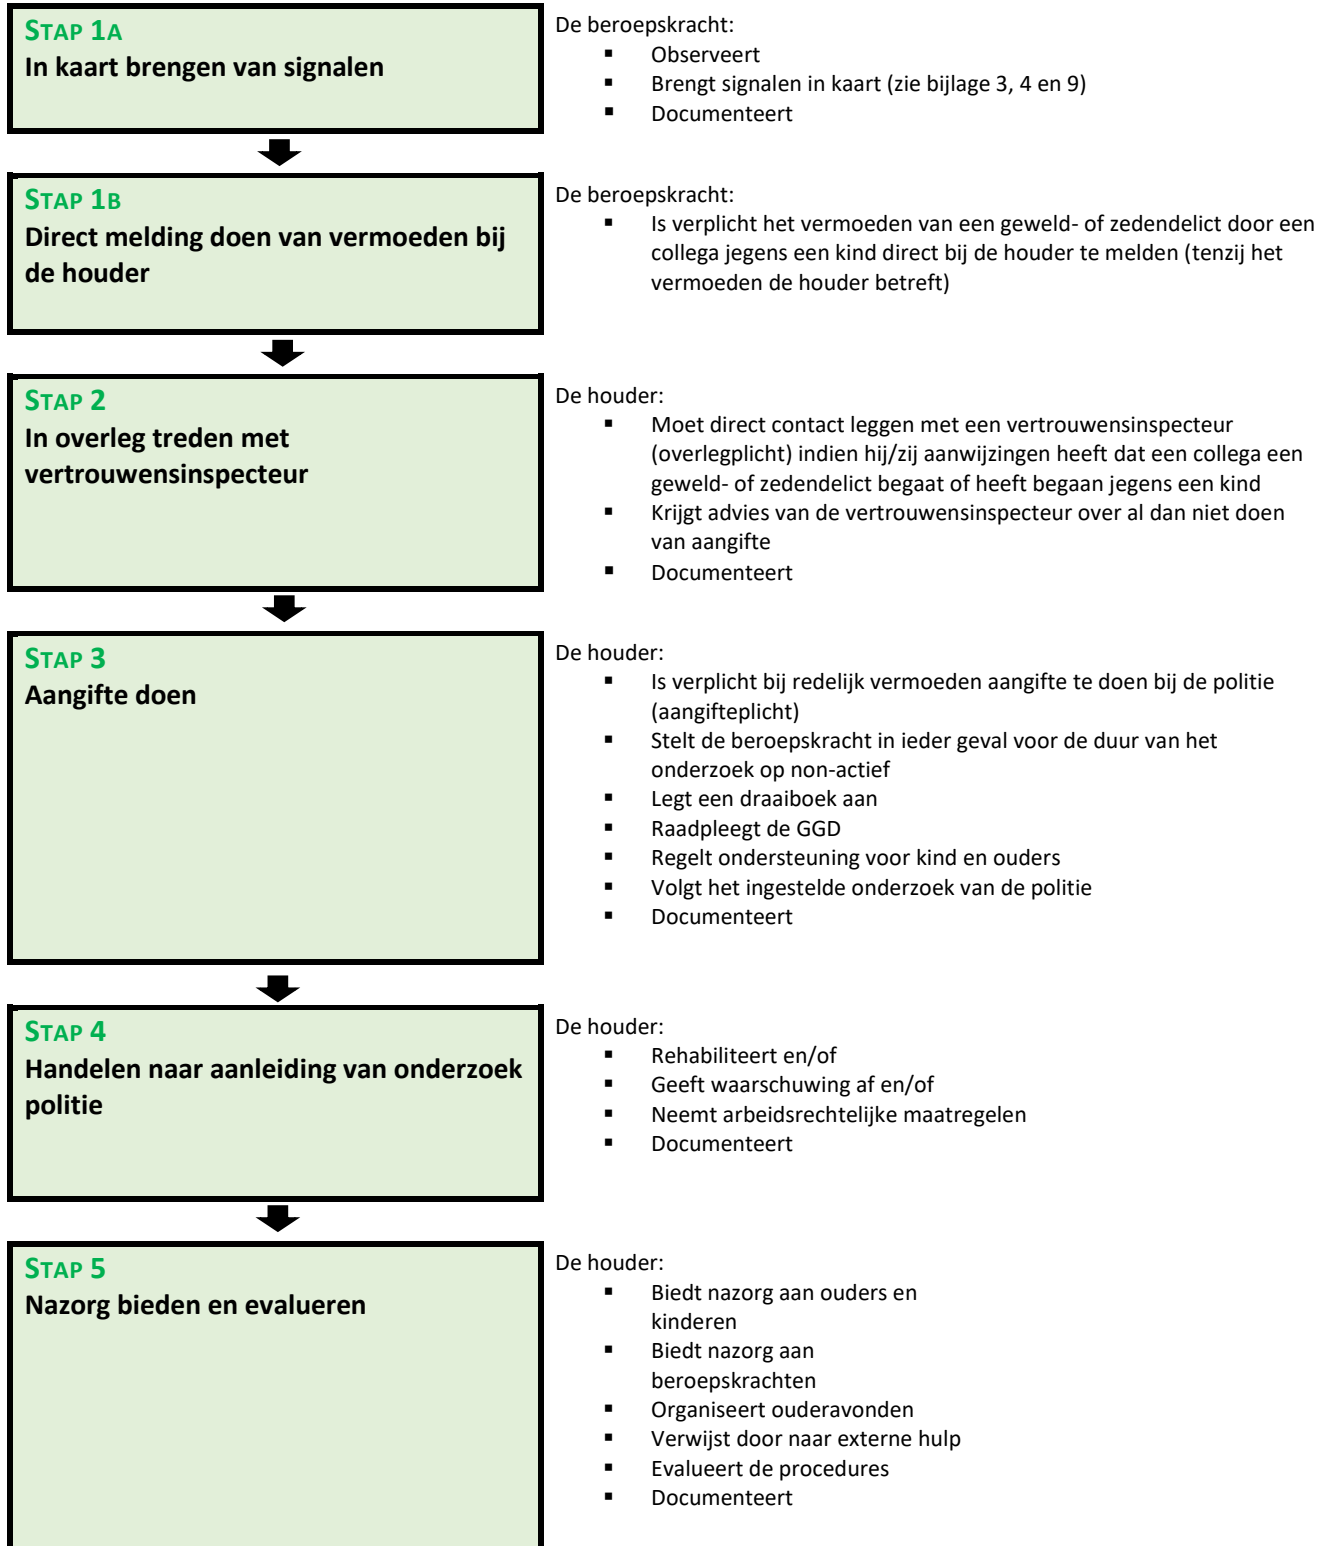 STAP 1A
In kaart brengen van signalen
De beroepskracht:
▪ Observeert
▪ Brengt signalen in kaart (zie bijlage 3, 4 en 9)
▪ Documenteert
STAP 1B
Direct melding doen van vermoeden bij
de houder
De beroepskracht:
▪ Is verplicht het vermoeden van een geweld- of zedendelict door een
collega jegens een kind direct bij de houder te melden (tenzij het
vermoeden de houder betreft)
STAP 2
In overleg treden met
vertrouwensinspecteur
De houder:
▪ Moet direct contact leggen met een vertrouwensinspecteur
(overlegplicht) indien hij/zij aanwijzingen heeft dat een collega een
geweld- of zedendelict begaat of heeft begaan jegens een kind
▪ Krijgt advies van de vertrouwensinspecteur over al dan niet doen
van aangifte
▪ Documenteert
STAP 3
Aangifte doen
De houder:
▪ Is verplicht bij redelijk vermoeden aangifte te doen bij de politie
(aangifteplicht)
▪ Stelt de beroepskracht in ieder geval voor de duur van het
onderzoek op non-actief
▪ Legt een draaiboek aan
▪ Raadpleegt de GGD
▪ Regelt ondersteuning voor kind en ouders
▪ Volgt het ingestelde onderzoek van de politie
▪ Documenteert
STAP 4
Handelen naar aanleiding van onderzoek
politie
De houder:
▪ Rehabiliteert en/of
▪ Geeft waarschuwing af en/of
▪ Neemt arbeidsrechtelijke maatregelen
▪ Documenteert
STAP 5
Nazorg bieden en evalueren
De houder:
▪ Biedt nazorg aan ouders en
kinderen
▪ Biedt nazorg aan
beroepskrachten
▪ Organiseert ouderavonden
▪ Verwijst door naar externe hulp
▪ Evalueert de procedures
▪ Documenteert